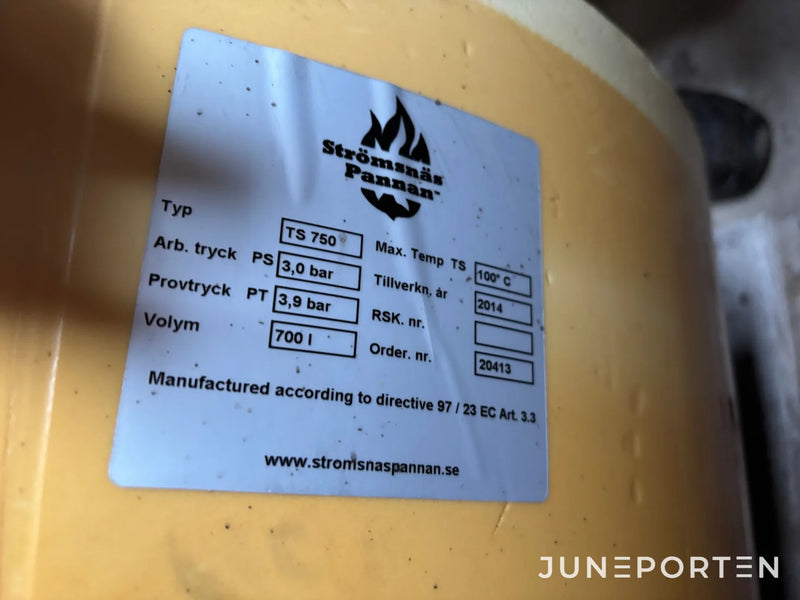 Strömsnäs
Pannan™
Typ TS 750 Max. Temp TS 100° C
Arb. tryck PS 3,0 bar Tillverkn. år 2014
Provtryck PT 3,9 bar RSK. nr.
Volym 700 l Order. nr. 20413
Manufactured according to directive 97 / 23 EC Art. 3.3
www.stromsnaspannan.se
JUNEPORTEN